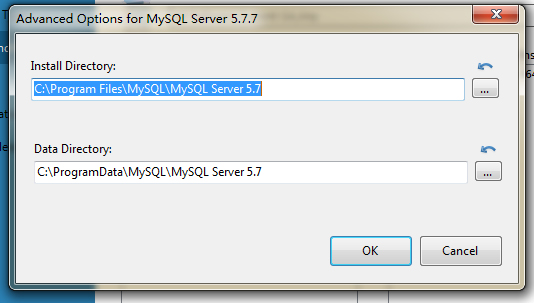 Advanced Options for MySQL Server 5.7.7
Install Directory:
C:\Program Files\MySQL\MySQL Server 5.7
...
Data Directory:
C:\ProgramData\MySQL\MySQL Server 5.7
...
OK
Cancel